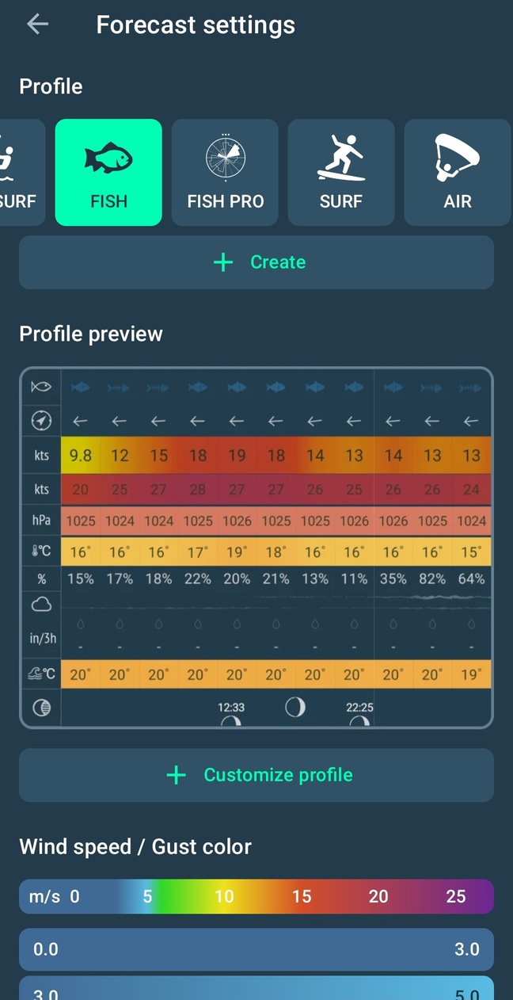 Forecast settings
Profile
SURF FISH FISH PRO SURF AIR
Create
Profile preview
kts 9.8 12 15 18 19 18 14 13 14 13 13
kts 20 25 27 28 27 27 26 25 26 26 24
hPa 1025 1024 1024 1025 1026 1025 1025 1026 1026 1025 1024
°C 16° 16° 16° 17° 19° 18° 16° 16° 16° 16° 15°
% 15% 17% 18% 22% 20% 21% 13% 11% 35% 82% 64%
in/3h - - - - - - - - - - -
°C 20° 20° 20° 20° 20° 20° 20° 20° 20° 20° 19°
12:33 22:25
Customize profile
Wind speed / Gust color
m/s 0 5 10 15 20 25
0.0 3.0
3.0 5.0